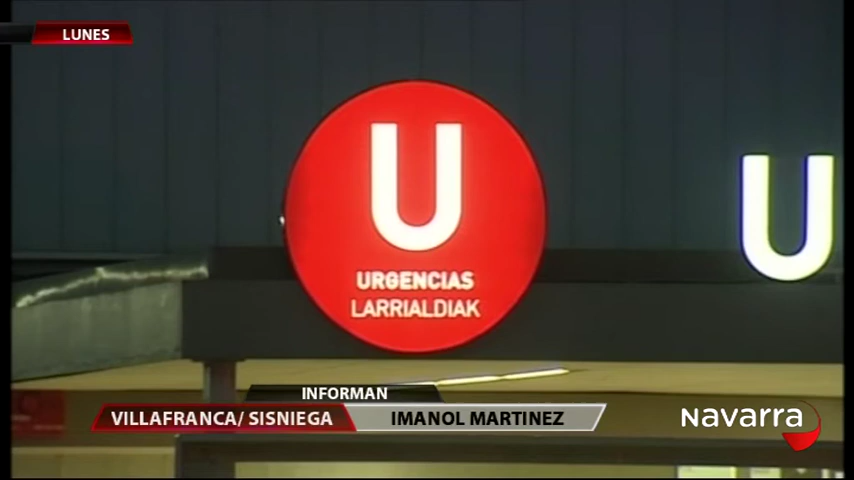 LUNES
U
URGENCIAS
LARRIALDIAK
U
INFORMAN
VILLAFRANCA/ SISNIEGA
IMANOL MARTINEZ
Navarra